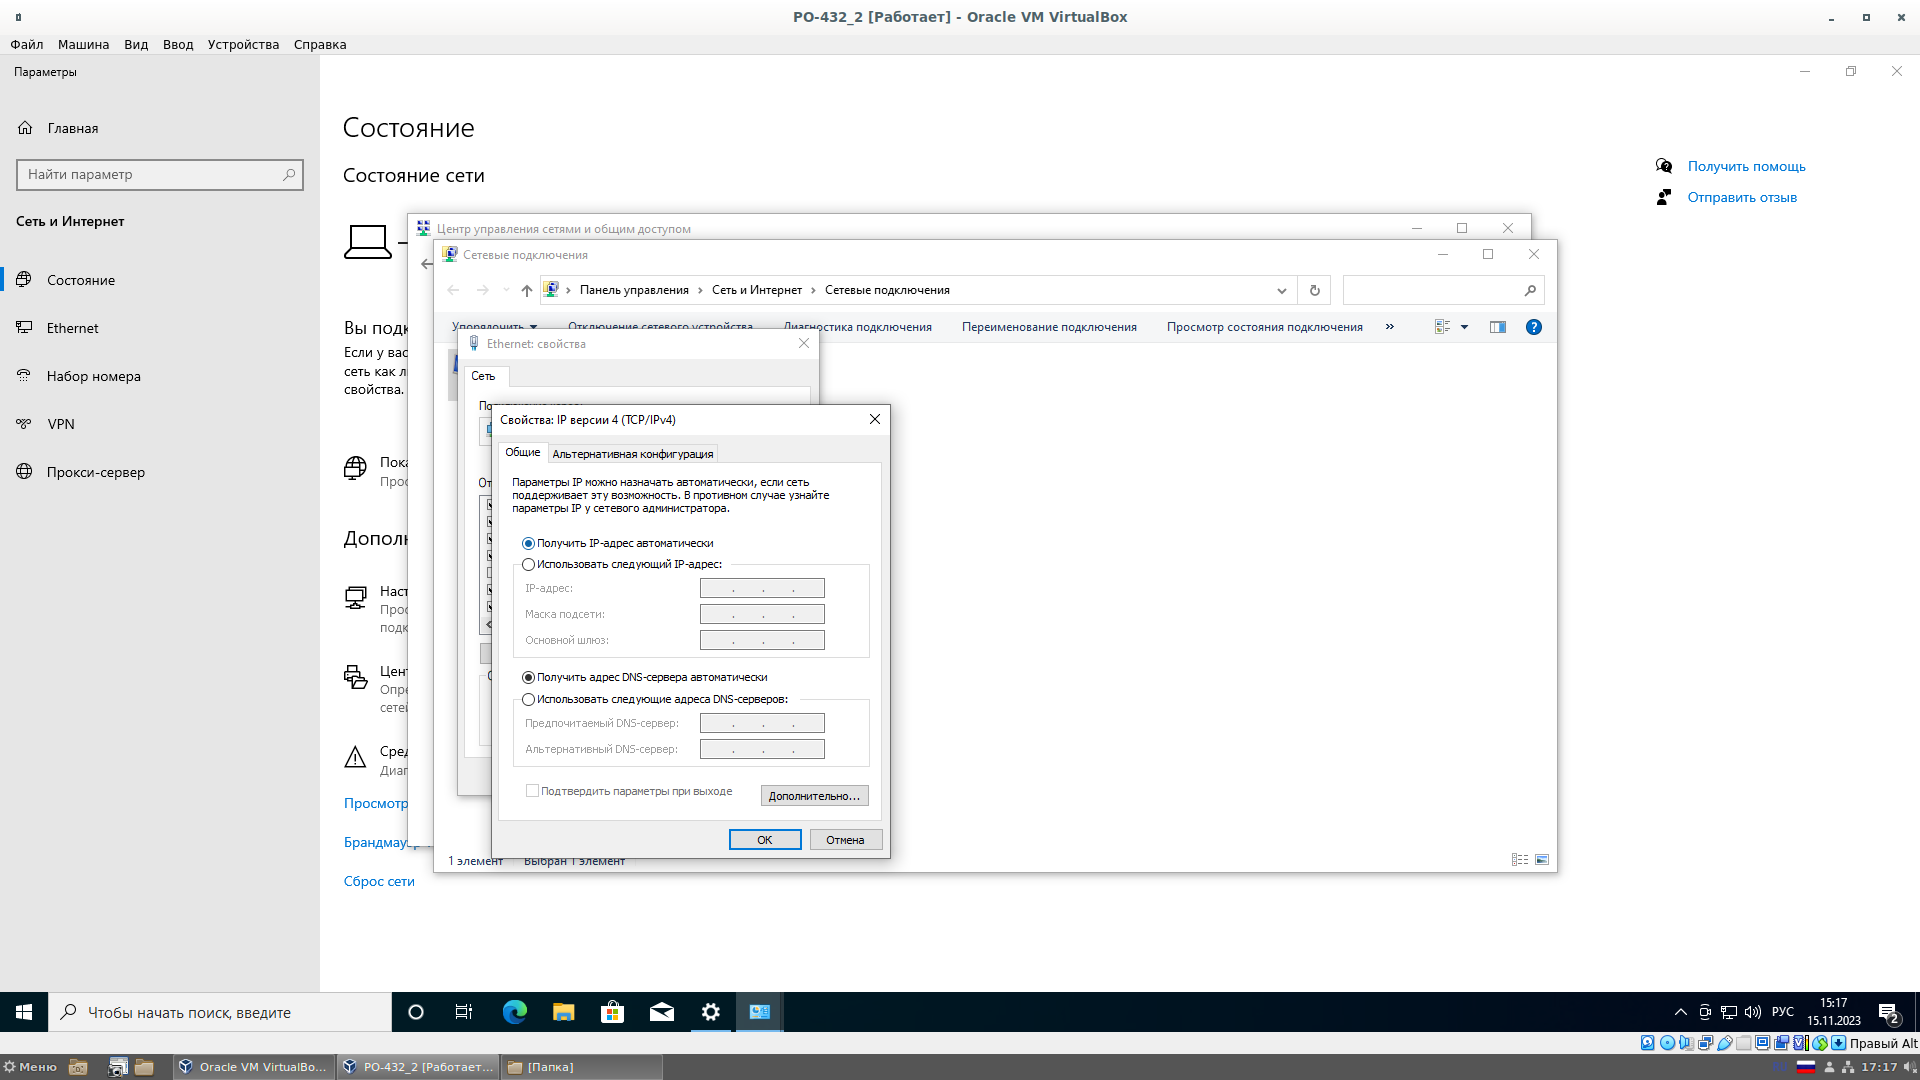 PO-432_2 [Работает] - Oracle VM VirtualBox
Файл Машина Вид Ввод Устройства Справка
Параметры
Главная
Найти параметр
Сеть и Интернет
Состояние
Ethernet
Набор номера
VPN
Прокси-сервер
Состояние
Состояние сети
Получить помощь
Отправить отзыв
Вы подк
Если у вас
сеть как л
свойства.
Пока
Прос
Дополн
Наст
Прос
подк
Цент
Опре
сетей
Сред
Диаг
Просмотр
Брандмау
Сброс сети
Центр управления сетями и общим доступом
Сетевые подключения
Панель управления Сеть и Интернет Сетевые подключения
Упорядочить Отключение сетевого устройства Диагностика подключения Переименование подключения Просмотр состояния подключения »
Ethernet: свойства
Сеть
От
Свойства: IP версии 4 (TCP/IPv4)
Общие Альтернативная конфигурация
Параметры IP можно назначать автоматически, если сеть
поддерживает эту возможность. В противном случае узнайте
параметры IP у сетевого администратора.
Получить IP-адрес автоматически
Использовать следующий IP-адрес:
IP-адрес: . . .
Маска подсети: . . .
Основной шлюз: . . .
Получить адрес DNS-сервера автоматически
Использовать следующие адреса DNS-серверов:
Предпочитаемый DNS-сервер: . . .
Альтернативный DNS-сервер: . . .
Подтвердить параметры при выходе
Дополнительно...
ОК Отмена
1 элемент Выбран 1 элемент
Чтобы начать поиск, введите
РУС
15:17
15.11.2023
2
Правый Alt
Меню
Oracle VM VirtualBo...
PO-432_2 [Работает...
[Папка]
17:17